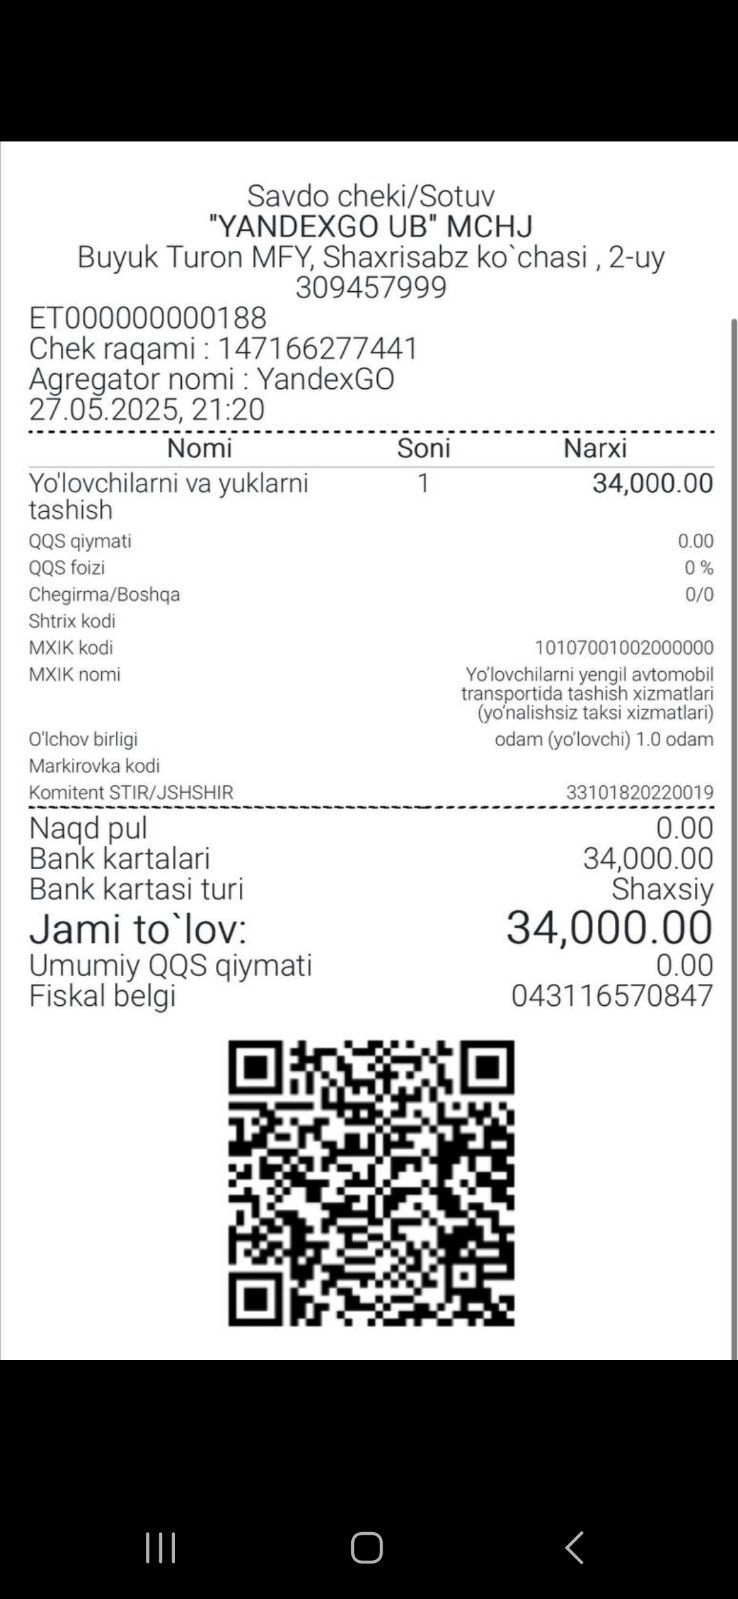 Savdo cheki/Sotuv
"YANDEXGO UB" MCHJ
Buyuk Turon MFY, Shaxrisabz ko`chasi , 2-uy
309457999
ET000000000188
Chek raqami : 147166277441
Agregator nomi : YandexGO
27.05.2025, 21:20
Nomi Soni Narxi
Yo'lovchilarni va yuklarni tashish 1 34,000.00
QQS qiymati 0.00
QQS foizi 0 %
Chegirma/Boshqa 0/0
Shtrix kodi
MXIK kodi 10107001002000000
MXIK nomi Yo’lovchilarni yengil avtomobil
transportida tashish xizmatlari
(yo’nalishsiz taksi xizmatlari)
O'lchov birligi odam (yo’lovchi) 1.0 odam
Markirovka kodi
Komitent STIR/JSHSHIR 33101820220019
Naqd pul 0.00
Bank kartalari 34,000.00
Bank kartasi turi Shaxsiy
Jami to`lov: 34,000.00
Umumiy QQS qiymati 0.00
Fiskal belgi 043116570847